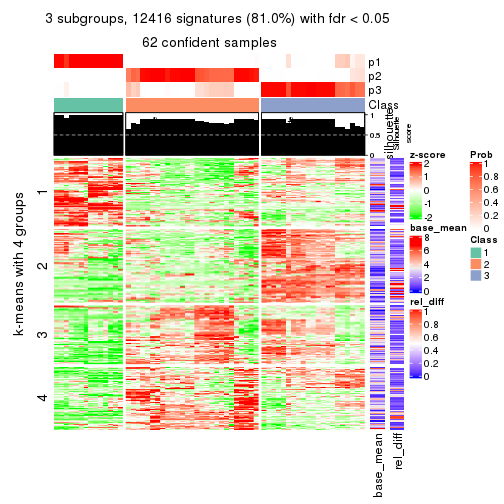 3 subgroups, 12416 signatures (81.0%) with fdr < 0.05
62 confident samples
p1
p2
p3
Class
1
0.5
0
silhouette
Silhouette
score
k-means with 4 groups
1
2
3
4
base_mean
rel_diff
z-score
2
1
0
-1
-2
base_mean
8
6
4
2
0
rel_diff
1
0.8
0.6
0.4
0.2
0
Prob
1
0.8
0.6
0.4
0.2
0
Class
1
2
3